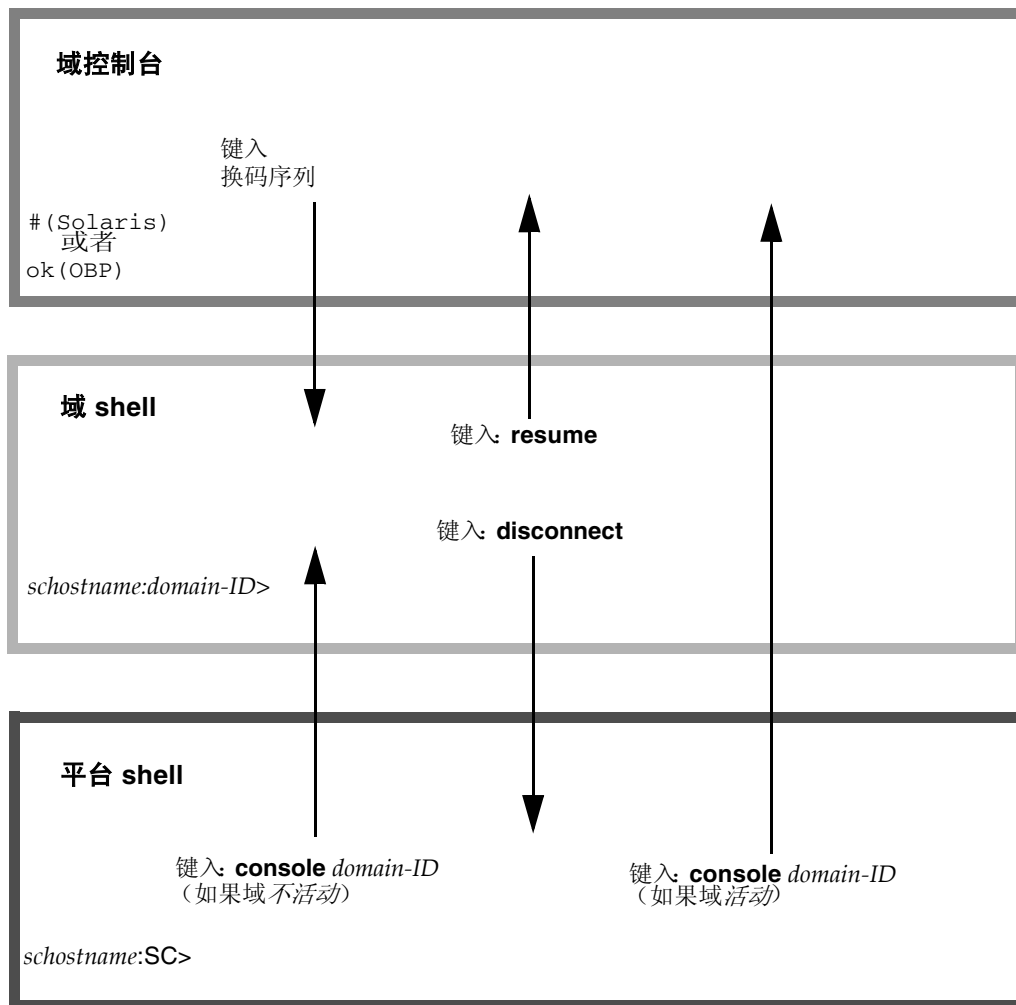 域控制台
键入
换码序列
#(Solaris)
或者
ok(OBP)
域 shell
键入: resume
键入: disconnect
schostname:domain-ID>
平台 shell
键入: console domain-ID
（如果域不活动）
键入: console domain-ID
（如果域活动）
schostname:SC>